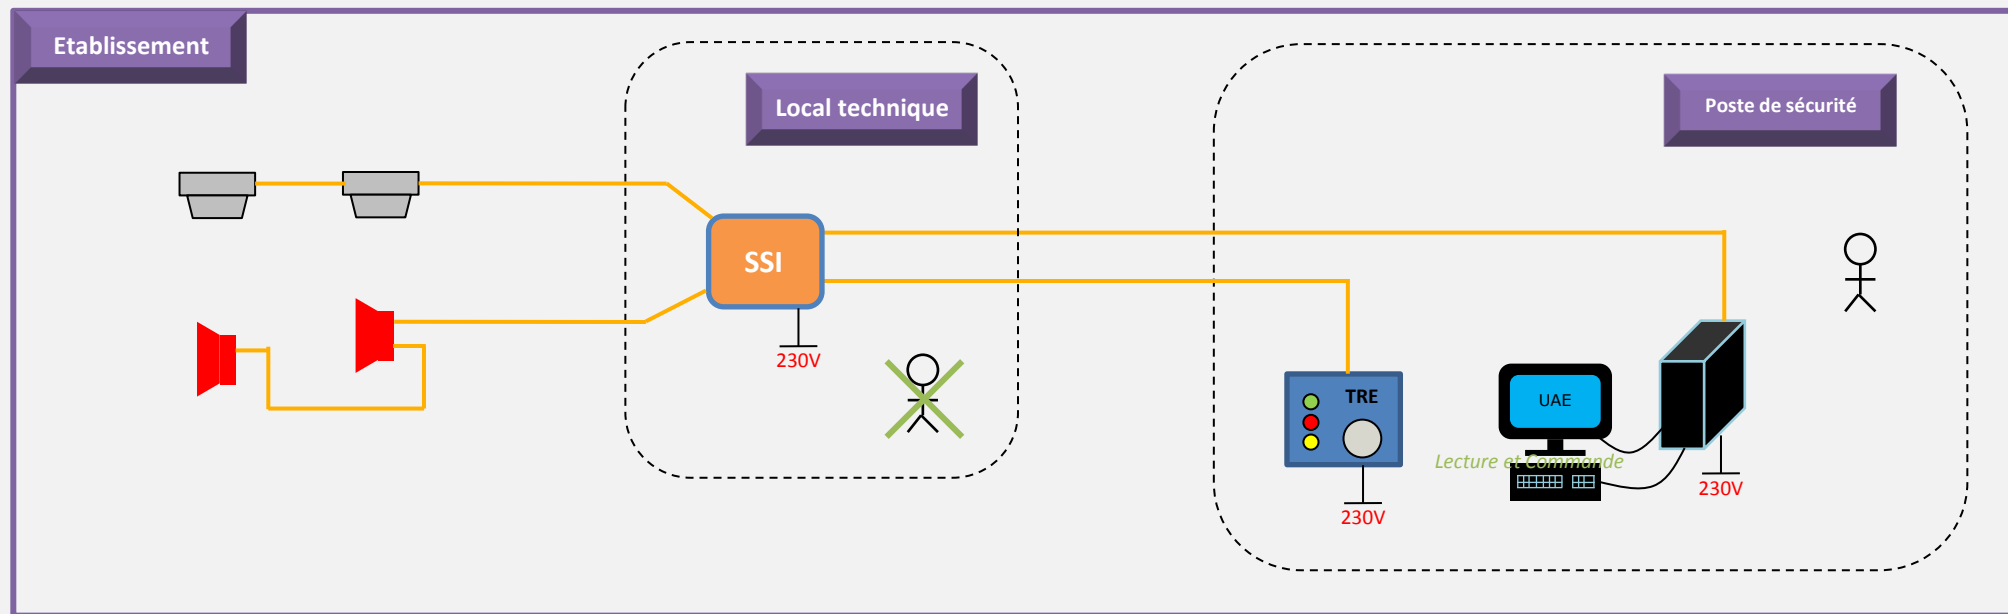 Etablissement
Local technique
Poste de sécurité
SSI
230V
TRE
UAE
Lecture et Commande
230V
230V